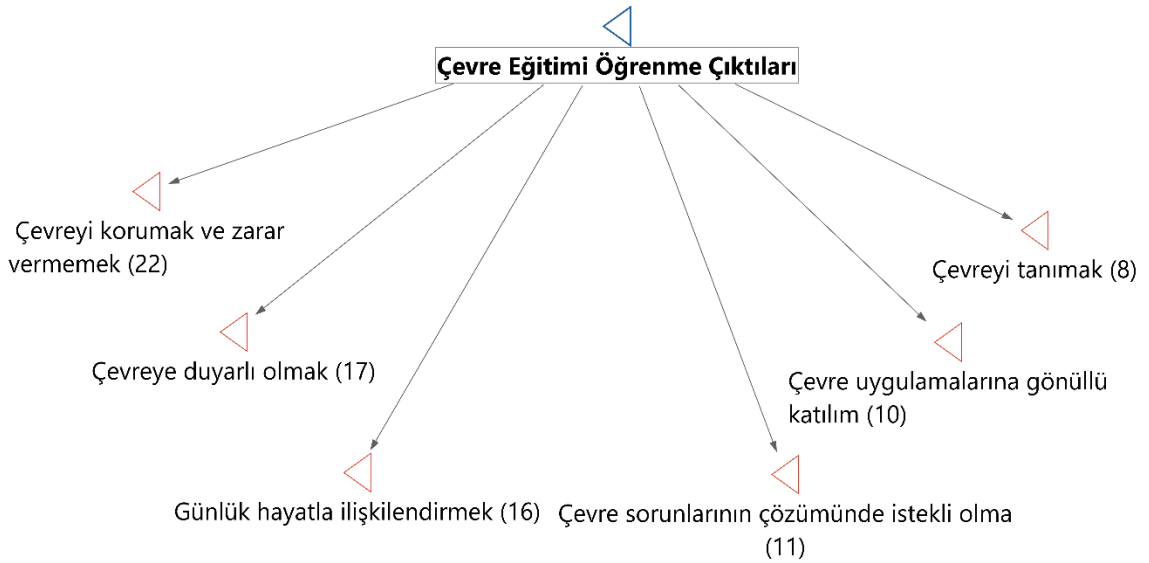 Çevre Eğitimi Öğrenme Çıktıları
Çevreyi korumak ve zarar
vermemek (22)
Çevreye duyarlı olmak (17)
Günlük hayatla ilişkilendirmek (16)
Çevre sorunlarının çözümünde istekli olma
(11)
Çevre uygulamalarına gönüllü
katılım (10)
Çevreyi tanımak (8)